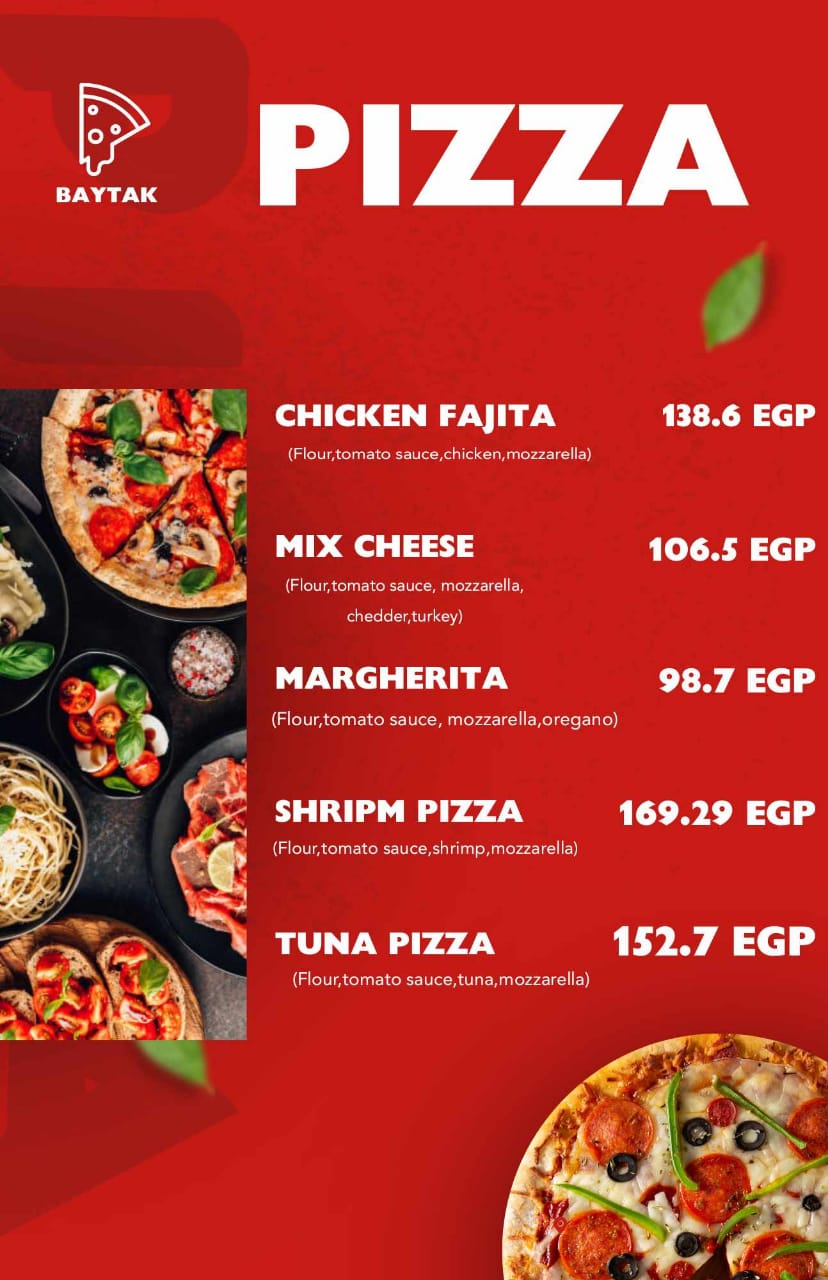 BAYTAK
PIZZA
CHICKEN FAJITA 138.6 EGP
(Flour,tomato sauce,chicken,mozzarella)
MIX CHEESE 106.5 EGP
(Flour,tomato sauce, mozzarella,
chedder,turkey)
MARGHERITA 98.7 EGP
(Flour,tomato sauce, mozzarella,oregano)
SHRIPM PIZZA 169.29 EGP
(Flour,tomato sauce,shrimp,mozzarella)
TUNA PIZZA 152.7 EGP
(Flour,tomato sauce,tuna,mozzarella)